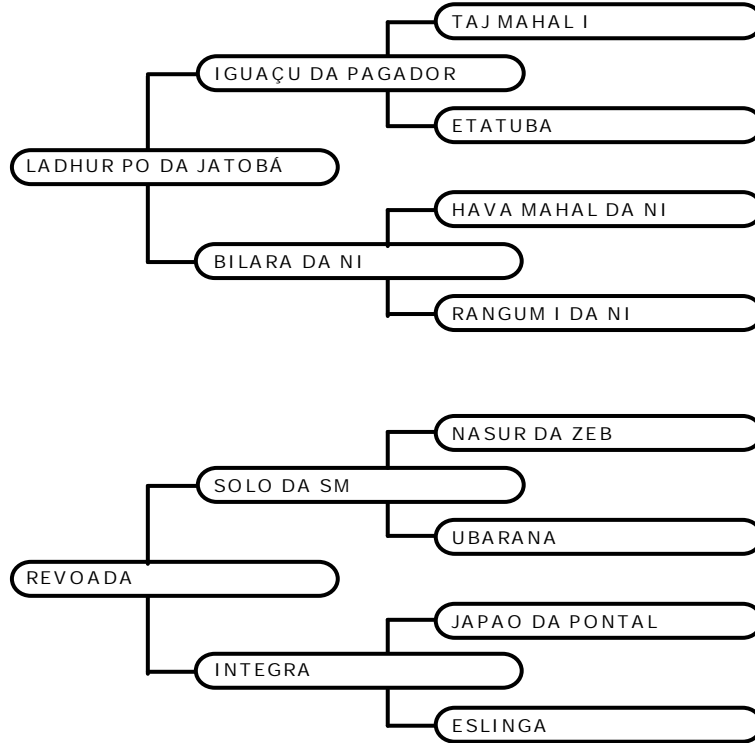 TAJ MAHAL I
IGUAÇU DA PAGADOR
ETATUBA
LADHUR PO DA JATOBÁ
HAVA MAHAL DA NI
BILARA DA NI
RANGUM I DA NI
NASUR DA ZEB
SOLO DA SM
UBARANA
REVOADA
JAPAO DA PONTAL
INTEGRA
ESLINGA